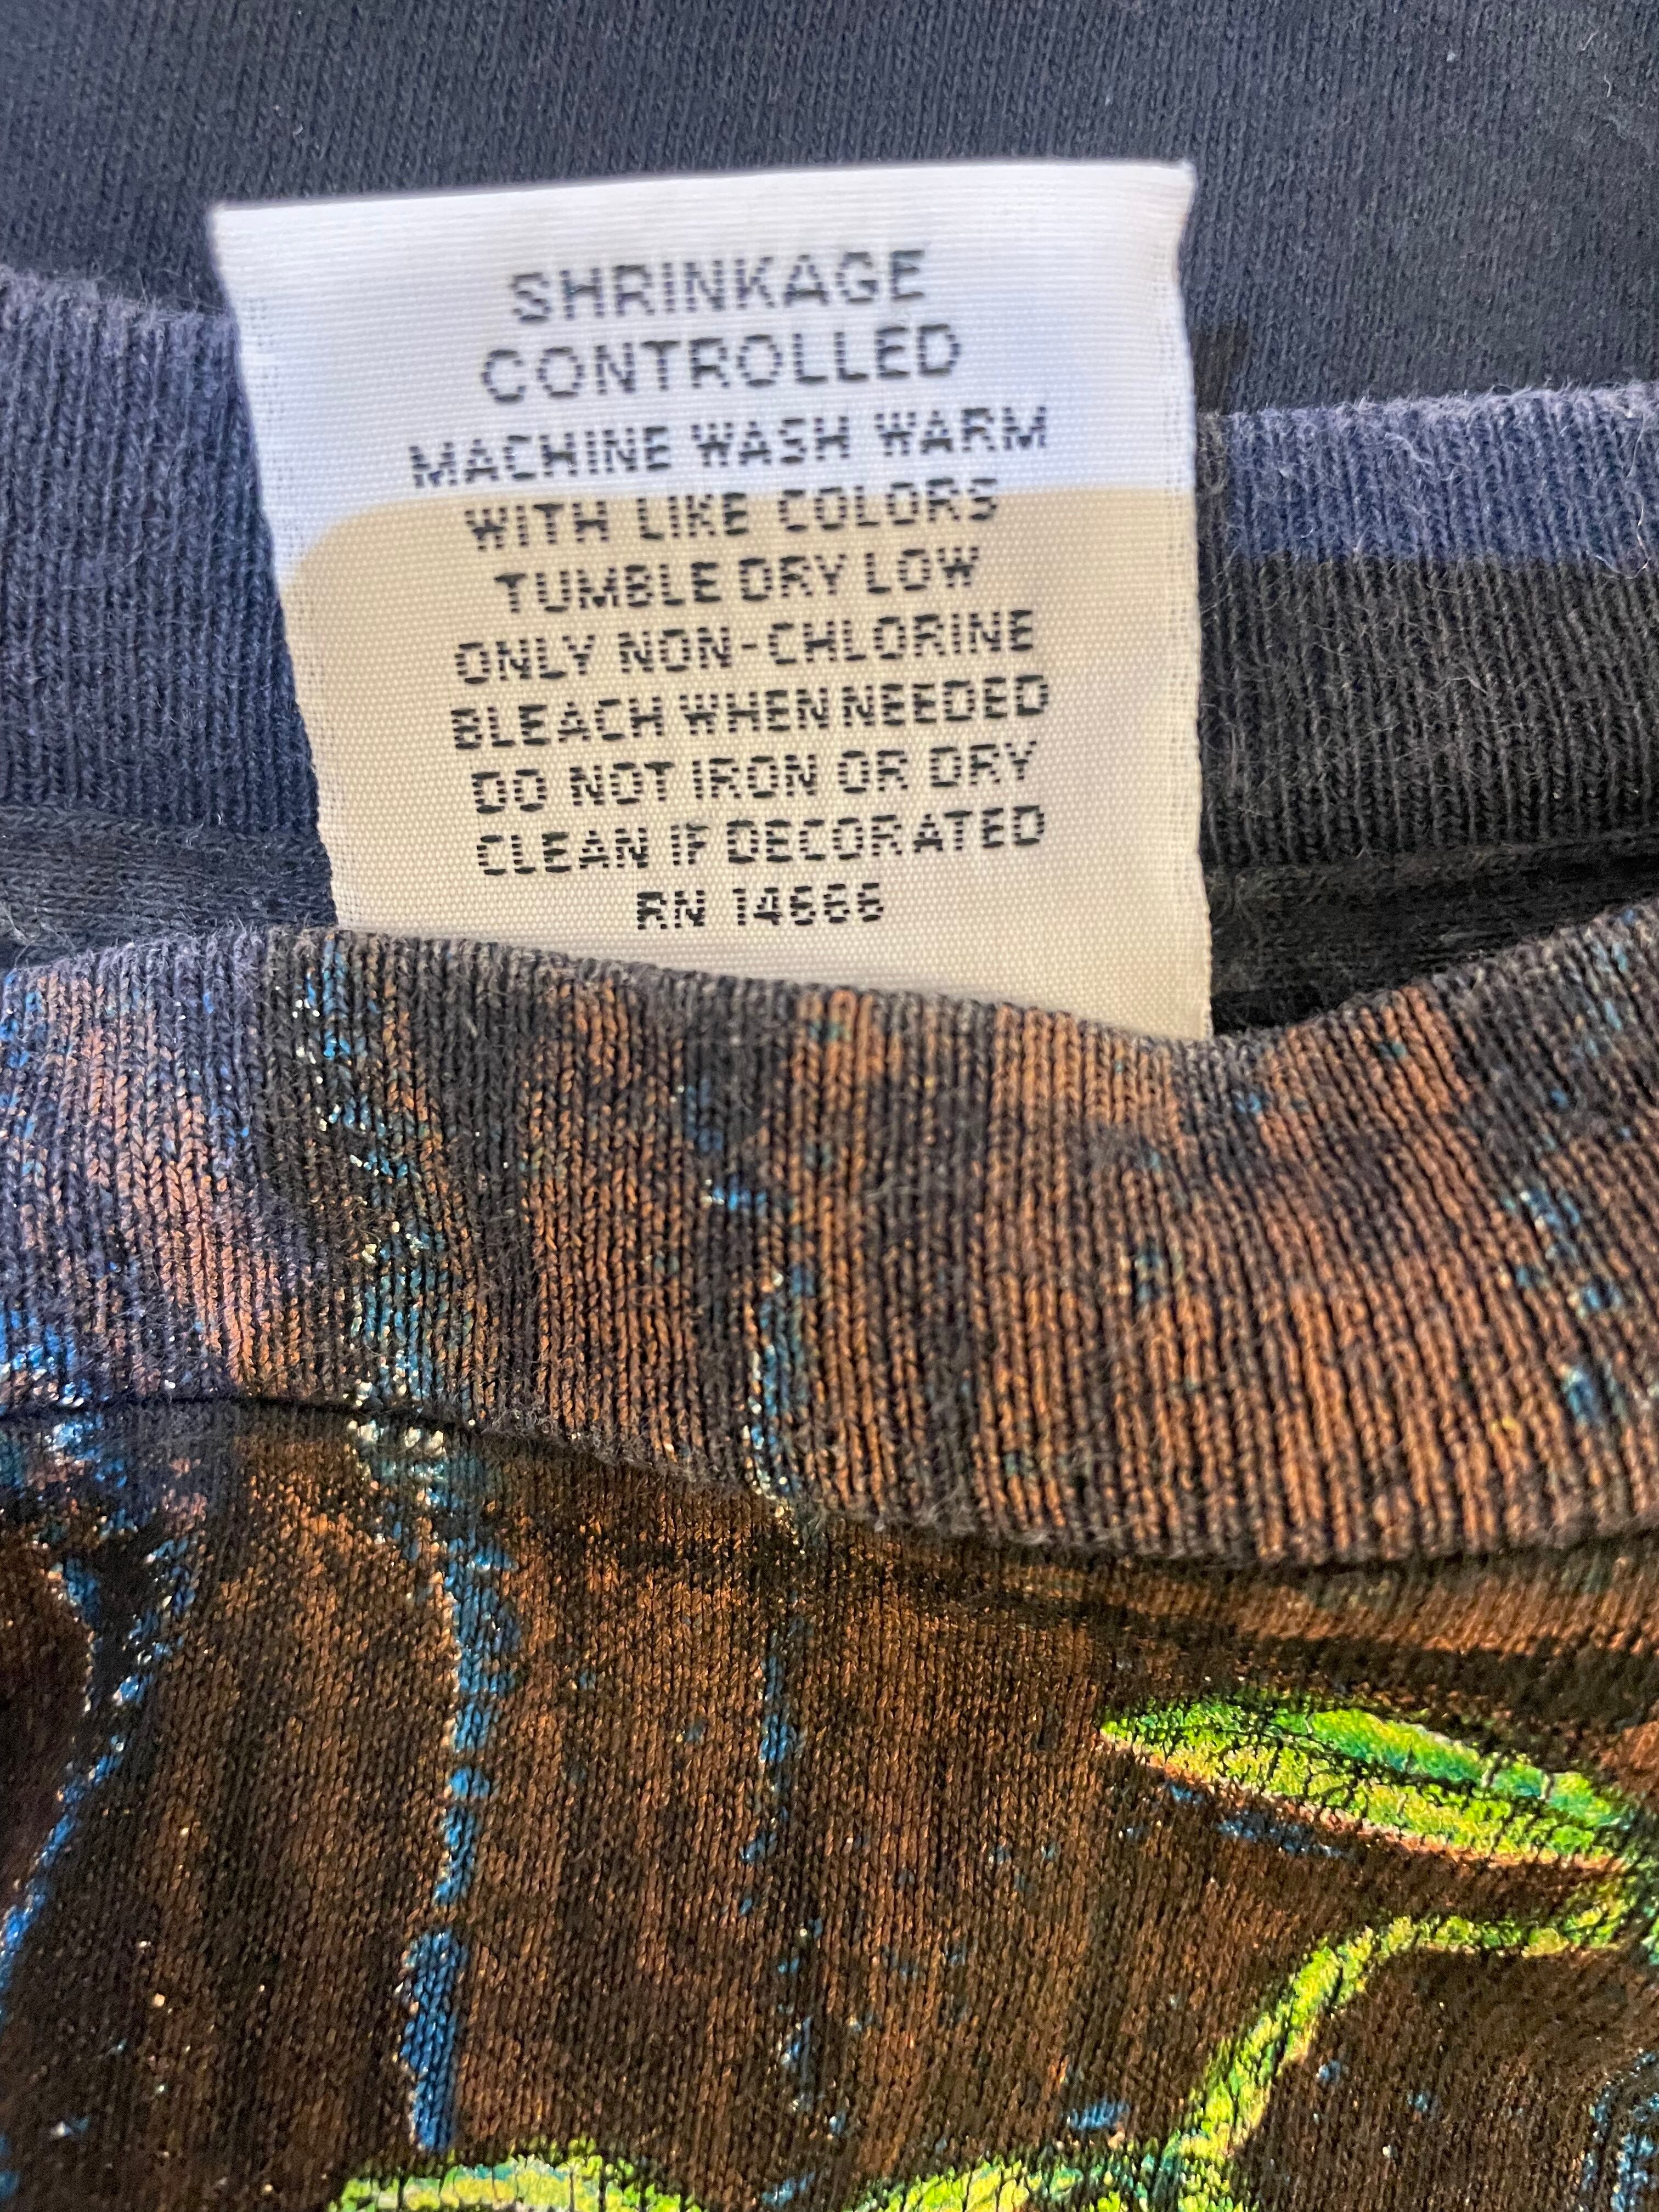 SHRINKAGE
CONTROLLED
MACHINE WASH WARM
WITH LIKE COLORS
TUMBLE DRY LOW
ONLY NON-CHLORINE
BLEACH WHEN NEEDED
DO NOT IRON OR DRY
CLEAN IF DECORATED
RN 14666